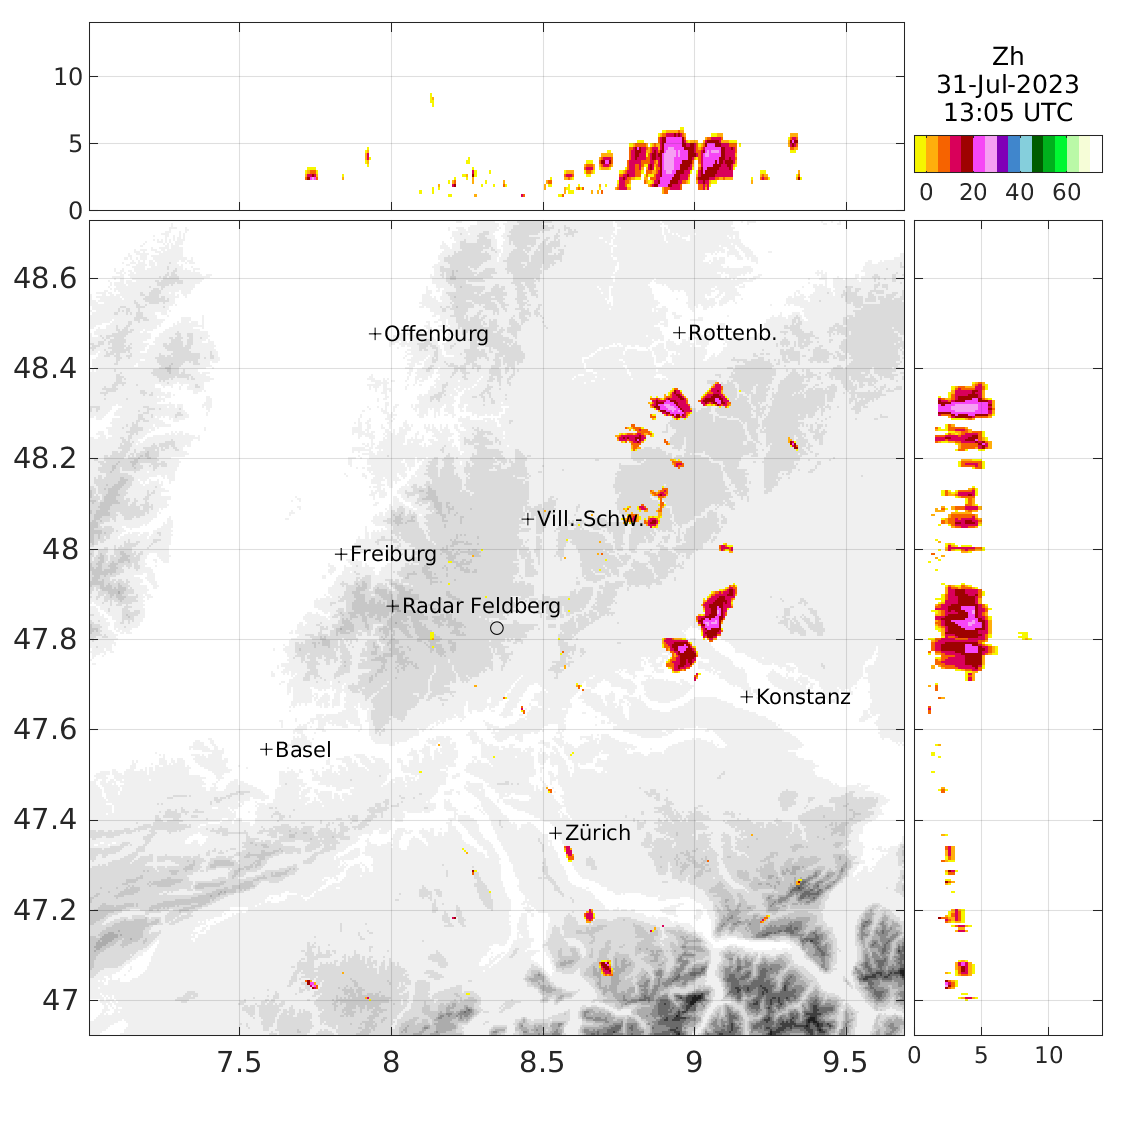 Zh
31-Jul-2023
13:05 UTC
0 20 40 60
10
5
0
48.6
48.4
48.2
48
47.8
47.6
47.4
47.2
47
+Offenburg
+Rottenb.
+Vill.-Schw.
+Freiburg
+Radar Feldberg
+Konstanz
+Basel
+Zürich
7.5 8 8.5 9 9.5
0 5 10